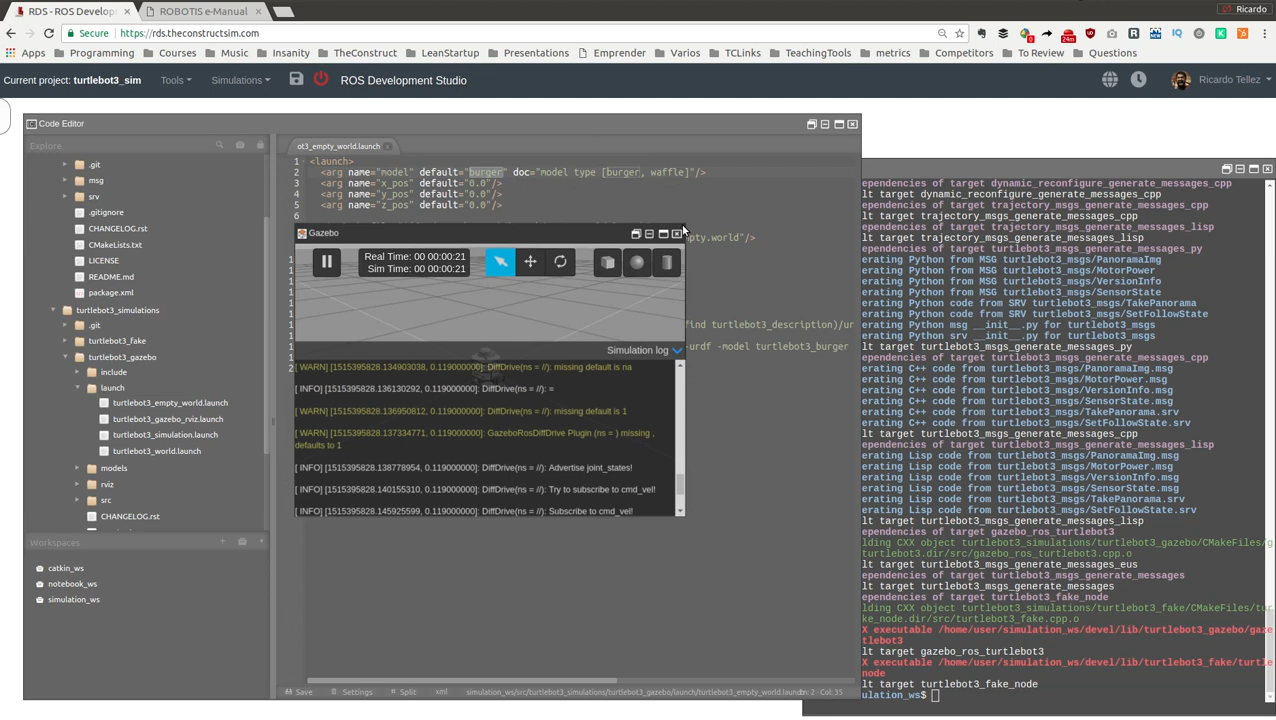 RDS - ROS Develop
ROBOTIS e-Manual
Ricardo
Secure
https://rds.theconstructsim.com
Apps
Programming
Courses
Music
Insanity
TheConstruct
LeanStartup
Presentations
Emprender
Varios
TCLinks
TeachingTools
metrics
Competitors
To Review
Questions
Current project: turtlebot3_sim
Tools
Simulations
ROS Development Studio
Ricardo Tellez
Code Editor
Explore
.git
msg
srv
.gitignore
CHANGELOG.rst
CMakeLists.txt
LICENSE
README.md
package.xml
turtlebot3_simulations
.git
turtlebot3_fake
turtlebot3_gazebo
include
launch
turtlebot3_empty_world.launch
turtlebot3_gazebo_rviz.launch
turtlebot3_simulation.launch
turtlebot3_world.launch
models
rviz
src
CHANGELOG.rst
Workspaces
catkin_ws
notebook_ws
simulation_ws
ot3_empty_world.launch
1 <launch>
2 <arg name="model" default="burger" doc="model type [burger, waffle]"/>
3 <arg name="x_pos" default="0.0"/>
4 <arg name="y_pos" default="0.0"/>
5 <arg name="z_pos" default="0.0"/>
6
mpty.world"/>
find turtlebot3_description)/ur
-urdf -model turtlebot3_burger
Gazebo
Real Time: 00 00:00:21
Sim Time: 00 00:00:21
Simulation log
[ WARN] [1515395828.134903038, 0.119000000]: DiffDrive(ns = //): missing default is na
[ INFO] [1515395828.136130292, 0.119000000]: DiffDrive(ns = //): =
[ WARN] [1515395828.136950812, 0.119000000]: DiffDrive(ns = //): missing default is 1
[ WARN] [1515395828.137334771, 0.119000000]: GazeboRosDiffDrive Plugin (ns = ) missing ,
defaults to 1
[ INFO] [1515395828.138778954, 0.119000000]: DiffDrive(ns = //): Advertise joint_states!
[ INFO] [1515395828.140155310, 0.119000000]: DiffDrive(ns = //): Try to subscribe to cmd_vel!
[ INFO] [1515395828.145925599, 0.119000000]: DiffDrive(ns = //): Subscribe to cmd_vel!
Save
Settings
Split
xml
simulation_ws/src/turtlebot3_simulations/turtlebot3_gazebo/launch/turtlebot3_empty_world.launch
Ln: 2 - Col: 35
ependencies of target dynamic_reconfigure_generate_messages_cpp
lt target dynamic_reconfigure_generate_messages_cpp
ependencies of target trajectory_msgs_generate_messages_cpp
lt target trajectory_msgs_generate_messages_cpp
ependencies of target trajectory_msgs_generate_messages_lisp
lt target trajectory_msgs_generate_messages_lisp
ependencies of target turtlebot3_msgs_generate_messages_py
erating Python from MSG turtlebot3_msgs/PanoramaImg
erating Python from MSG turtlebot3_msgs/MotorPower
erating Python from MSG turtlebot3_msgs/VersionInfo
erating Python from MSG turtlebot3_msgs/SensorState
erating Python code from SRV turtlebot3_msgs/TakePanorama
erating Python code from SRV turtlebot3_msgs/SetFollowState
erating Python msg __init__.py for turtlebot3_msgs
erating Python srv __init__.py for turtlebot3_msgs
lt target turtlebot3_msgs_generate_messages_py
ependencies of target turtlebot3_msgs_generate_messages_cpp
erating C++ code from turtlebot3_msgs/PanoramaImg.msg
erating C++ code from turtlebot3_msgs/MotorPower.msg
erating C++ code from turtlebot3_msgs/VersionInfo.msg
erating C++ code from turtlebot3_msgs/SensorState.msg
erating C++ code from turtlebot3_msgs/TakePanorama.srv
erating C++ code from turtlebot3_msgs/SetFollowState.srv
lt target turtlebot3_msgs_generate_messages_cpp
ependencies of target turtlebot3_msgs_generate_messages_lisp
erating Lisp code from turtlebot3_msgs/PanoramaImg.msg
erating Lisp code from turtlebot3_msgs/MotorPower.msg
erating Lisp code from turtlebot3_msgs/VersionInfo.msg
erating Lisp code from turtlebot3_msgs/SensorState.msg
erating Lisp code from turtlebot3_msgs/TakePanorama.srv
erating Lisp code from turtlebot3_msgs/SetFollowState.srv
lt target turtlebot3_msgs_generate_messages_lisp
ependencies of target gazebo_ros_turtlebot3
lding CXX object turtlebot3_simulations/turtlebot3_gazebo/CMakeFiles/g
turtlebot3.dir/src/gazebo_ros_turtlebot3.cpp.o
lt target turtlebot3_msgs_generate_messages_eus
ependencies of target turtlebot3_msgs_generate_messages
lt target turtlebot3_msgs_generate_messages
ependencies of target turtlebot3_fake_node
lding CXX object turtlebot3_simulations/turtlebot3_fake/CMakeFiles/tur
ke_node.dir/src/turtlebot3_fake.cpp.o
X executable /home/user/simulation_ws/devel/lib/turtlebot3_gazebo/gaze
tlebot3
lt target gazebo_ros_turtlebot3
X executable /home/user/simulation_ws/devel/lib/turtlebot3_fake/turtle
node
lt target turtlebot3_fake_node
ulation_ws$